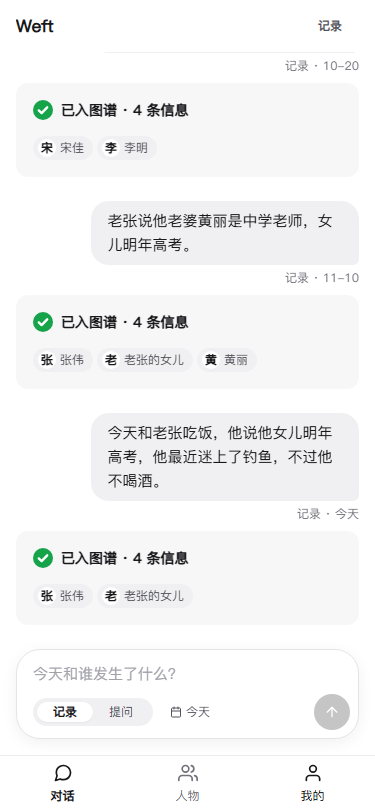 Weft
记录
记录 · 10-20
已入图谱 · 4 条信息
宋 宋佳 李 李明
老张说他老婆黄丽是中学老师，女
儿明年高考。
记录 · 11-10
已入图谱 · 4 条信息
张 张伟 老 老张的女儿 黄 黄丽
今天和老张吃饭，他说他女儿明年
高考，他最近迷上了钓鱼，不过他
不喝酒。
记录 · 今天
已入图谱 · 4 条信息
张 张伟 老 老张的女儿
今天和谁发生了什么?
记录 提问 今天
对话 人物 我的